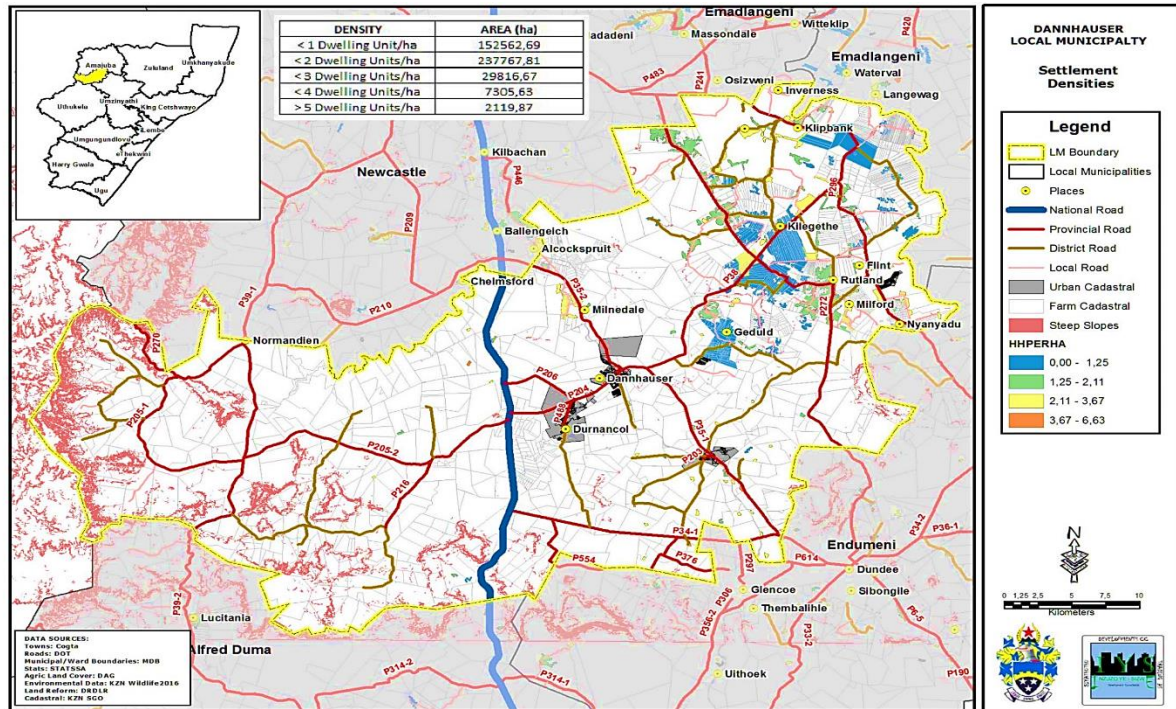 DANNHAUSER
LOCAL MUNICIPALTY
Settlement
Densities
Legend
LM Boundary
Local Municipalities
Places
National Road
Provincial Road
District Road
Local Road
Urban Cadastral
Farm Cadastral
Steep Slopes
HHPERHA
0,00 - 1,25
1,25 - 2,11
2,11 - 3,67
3,67 - 6,63
N
0 1,25 2,5 5 10
Kilometers
DENSITY AREA (ha)
< 1 Dwelling Unit/ha 152562,69
< 2 Dwelling Units/ha 237767,81
< 3 Dwelling Units/ha 29816,67
< 4 Dwelling Units/ha 7305,63
> 5 Dwelling Units/ha 2119,87
Amajuba
Zululand
Umkhanyakude
Uthukelu
Umzinyathi
King Cetshwayo
iLembe
Umgungundlovu
eThekwini
Harry Gwala
Ugu
Emadlangeni
Witteklip
P420
Massondale
P483
P241
Osizweni
Emadlangeni
Waterval
Inverness
Langewag
Klipbank
Kilbachan
P446
Newcastle
P209
P296
Ballengeich
Alcockspruit
Kilegethe
Flint
Rutland
P38
P272
Milford
Nyanyadu
Chelmsford
P35-2
Milnedale
Geduld
P39-1
P210
Normandien
P270
Dannhauser
P206
P204
P488
Durnancol
P205-1
P205-2
P216
P35-1
P203
P34-1
P554
P376
P297
P614
Endumeni
P34-2
P36-1
Dundee
Glencoe
Sibongile
Thembalihle
P306
P356-2
P33-2
P6-5
P39-2
Lucitania
Alfred Duma
P314-2
P314-1
Uithoek
P190
DATA SOURCES:
Towns: Cogta
Roads: DOT
Municipal/Ward Boundaries: MDB
Stats: STATSSA
Agric Land Cover: DAG
Environmental Data: KZN Wildlife2016
Land Reform: DRDLR
Cadastral: KZN SGO